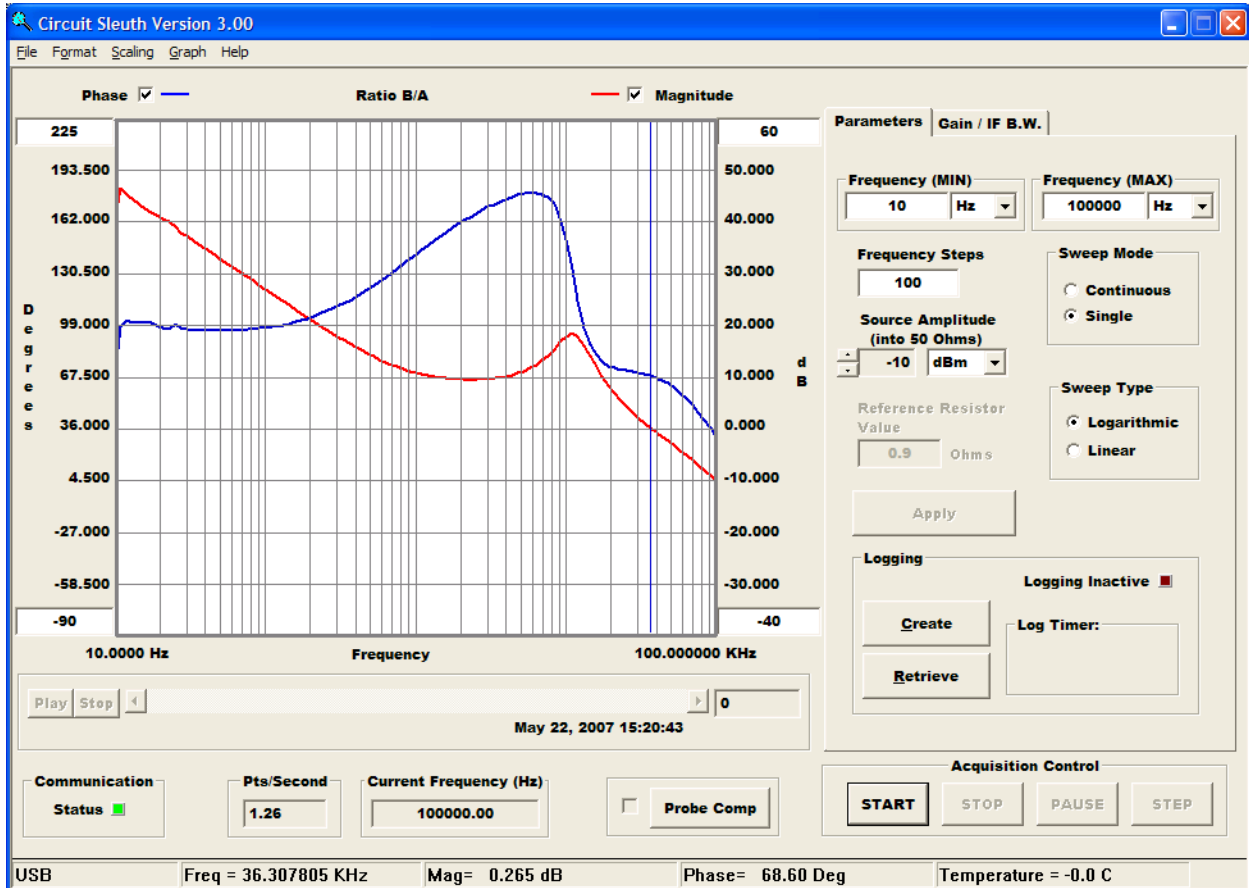 Circuit Sleuth Version 3.00
File Format Scaling Graph Help
Phase Ratio B/A Magnitude
225
193.500
162.000
130.500
99.000
67.500
36.000
4.500
-27.000
-58.500
-90
Degrees
60
50.000
40.000
30.000
20.000
10.000
0.000
-10.000
-20.000
-30.000
-40
dB
10.0000 Hz Frequency 100.000000 KHz
Play Stop 0
May 22, 2007 15:20:43
Parameters Gain / IF B.W.
Frequency (MIN)
10 Hz
Frequency (MAX)
100000 Hz
Frequency Steps
100
Source Amplitude
(into 50 Ohms)
-10 dBm
Reference Resistor
Value
0.9 Ohms
Apply
Sweep Mode
Continuous
Single
Sweep Type
Logarithmic
Linear
Logging
Logging Inactive
Create
Retrieve
Log Timer:
Communication
Status
Pts/Second
1.26
Current Frequency (Hz)
100000.00
Probe Comp
Acquisition Control
START STOP PAUSE STEP
USB Freq = 36.307805 KHz Mag= 0.265 dB Phase= 68.60 Deg Temperature = -0.0 C